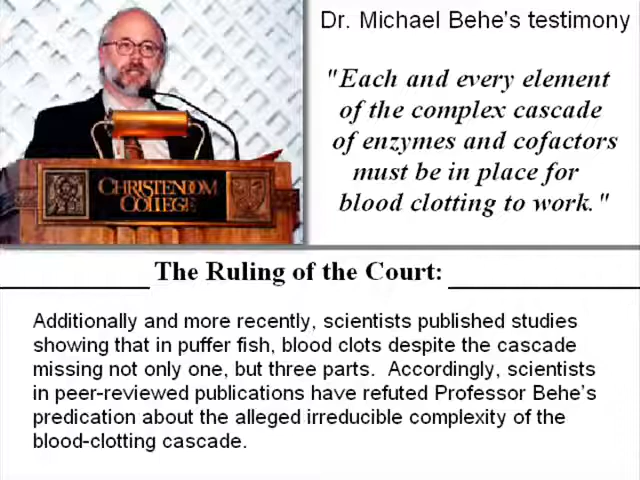 Dr. Michael Behe's testimony
"Each and every element
of the complex cascade
of enzymes and cofactors
must be in place for
blood clotting to work."
CHRISTENDOM
COLLEGE
The Ruling of the Court:
Additionally and more recently, scientists published studies
showing that in puffer fish, blood clots despite the cascade
missing not only one, but three parts.  Accordingly, scientists
in peer-reviewed publications have refuted Professor Behe's
predication about the alleged irreducible complexity of the
blood-clotting cascade.